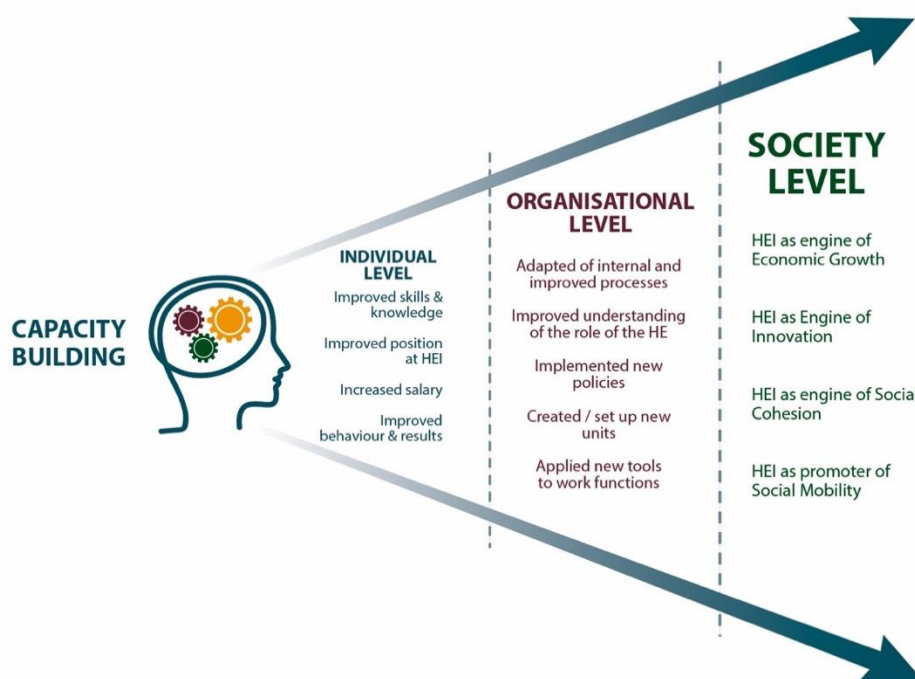 CAPACITY
BUILDING
INDIVIDUAL
LEVEL
Improved skills &
knowledge
Improved position
at HEI
Increased salary
Improved
behaviour & results
ORGANISATIONAL
LEVEL
Adapted of internal and
improved processes
Improved understanding
of the role of the HE
Implemented new
policies
Created / set up new
units
Applied new tools
to work functions
SOCIETY
LEVEL
HEI as engine of
Economic Growth
HEI as Engine of
Innovation
HEI as engine of Social
Cohesion
HEI as promoter of
Social Mobility